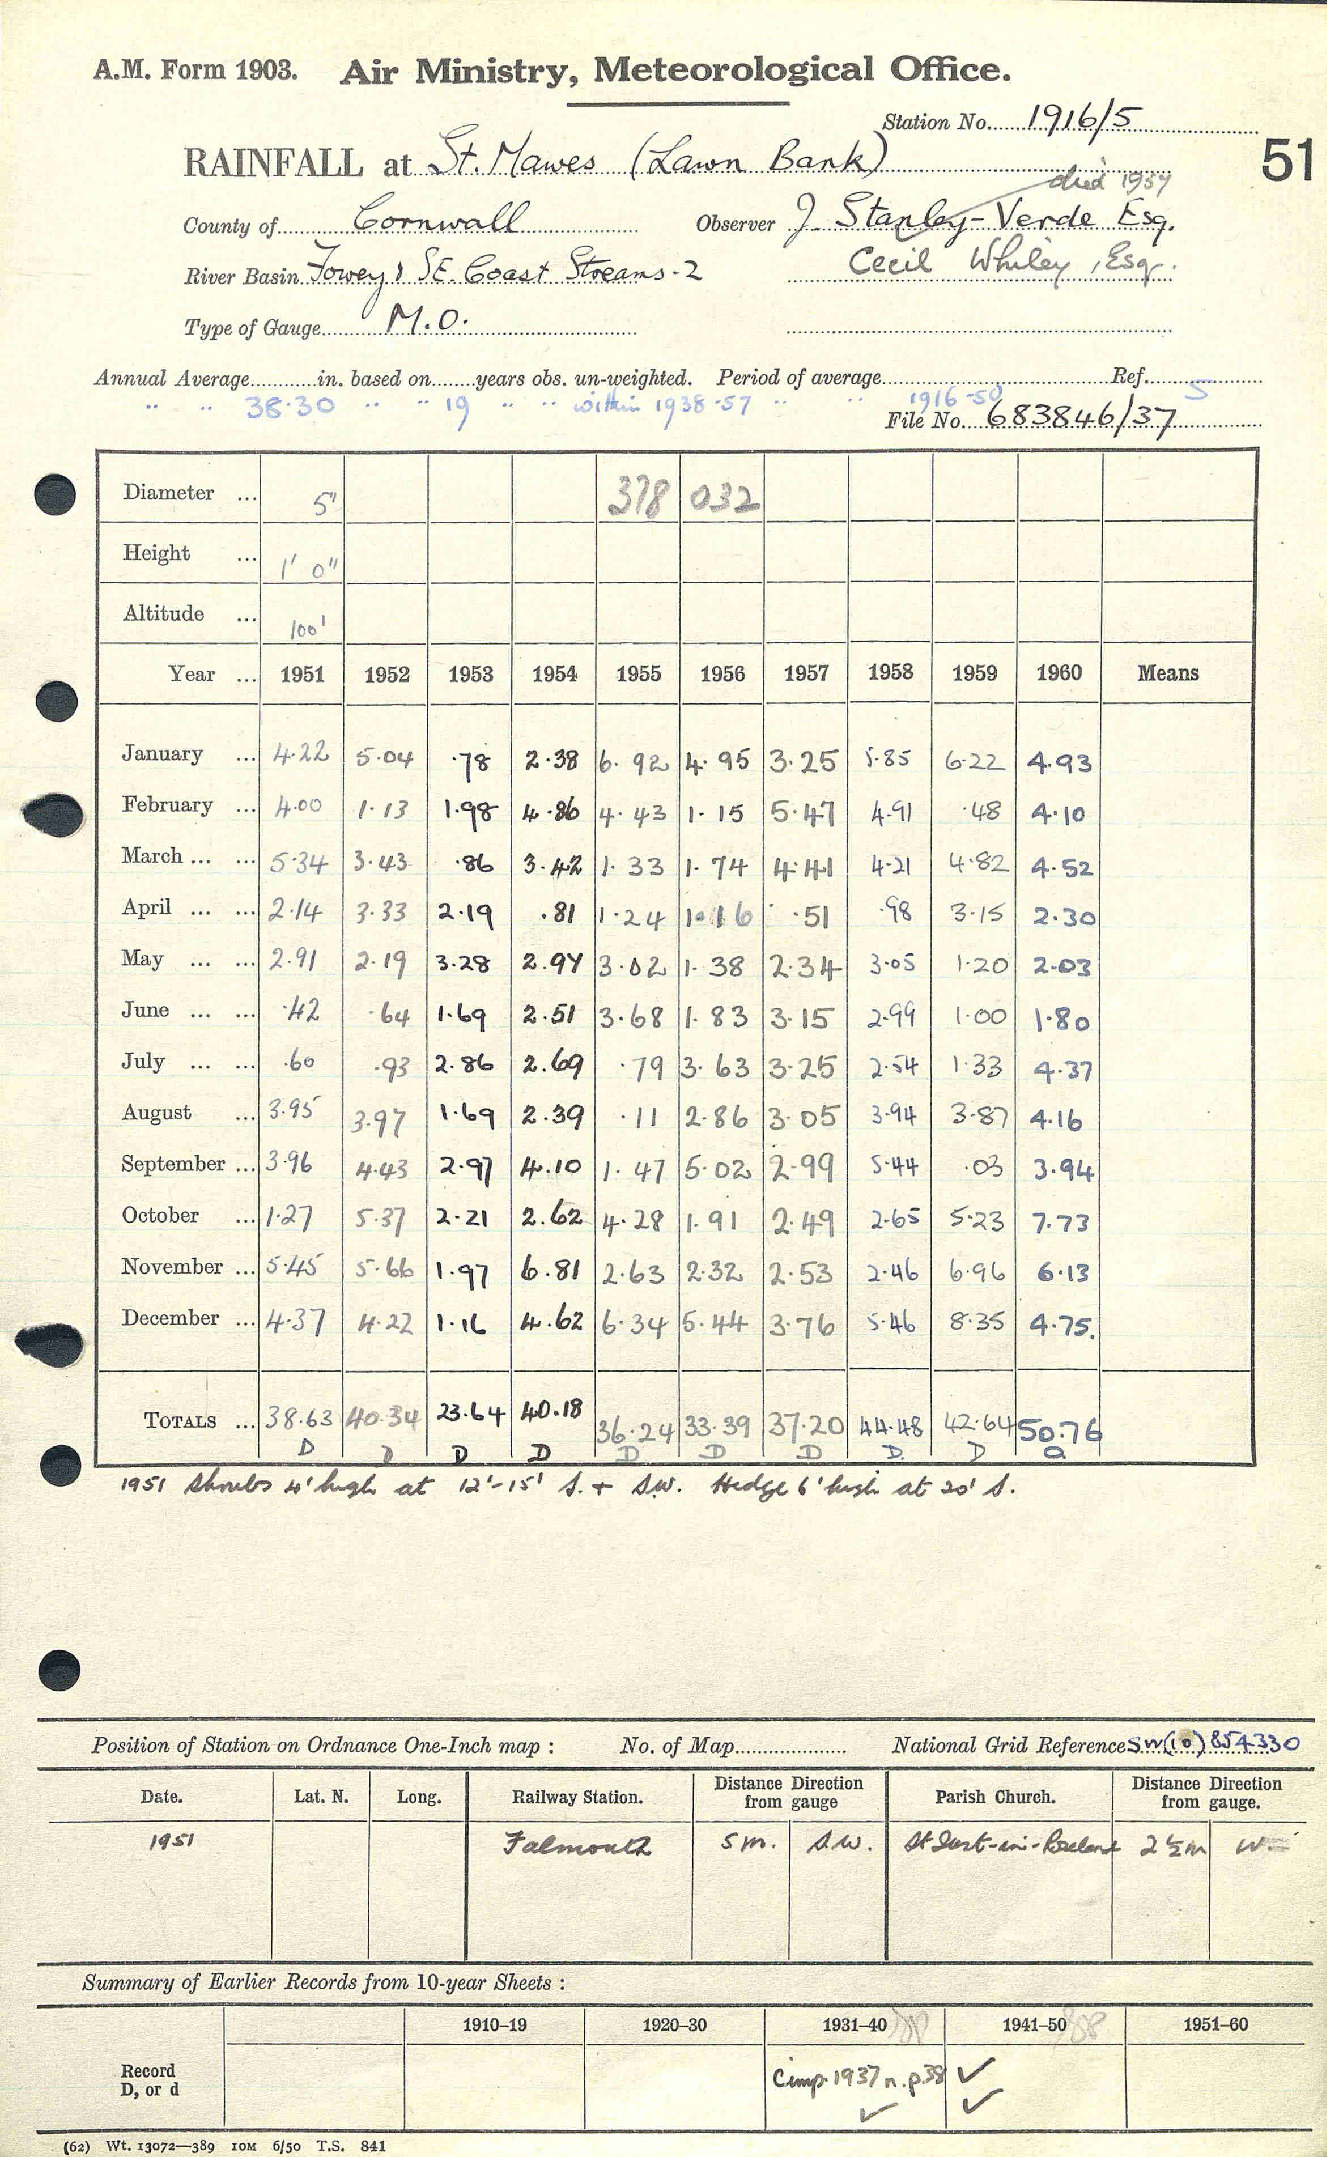 A.M. Form 1903. Air Ministry, Meteorological Office.
Station No. 1916/5
51
RAINFALL at St. Mawes (Lawn Bank)
died 1957
County of Cornwall Observer J. Stanley-Verde Esq.
River Basin Fowey & SE. Coast Streams-2 Cecil Whiley, Esq.
Type of Gauge M.O.
Annual Average in. based on years obs. un-weighted. Period of average Ref.
" " 38.30 " " 19 " " within 1938-57 " " 1916-50 5
File No. 683846/37
Diameter ... 5" 378 032
Height ... 1' 0"
Altitude ... 100'
Year ... 1951 1952 1953 1954 1955 1956 1957 1958 1959 1960 Means
January ... 4.22 5.04 .78 2.38 6.92 4.95 3.25 5.85 6.22 4.93
February ... 4.00 1.13 1.98 4.86 4.43 1.15 5.47 4.91 .48 4.10
March ... ... 5.34 3.43 .86 3.42 1.33 1.74 4.41 4.21 4.82 4.52
April ... ... 2.14 3.33 2.19 .81 1.24 1.16 .51 .98 3.15 2.30
May ... ... 2.91 2.19 3.28 2.97 3.02 1.38 2.34 3.05 1.20 2.03
June ... ... .42 .64 1.69 2.51 3.68 1.83 3.15 2.99 1.00 1.80
July ... ... .60 .93 2.86 2.69 .79 3.63 3.25 2.54 1.33 4.37
August ... 3.95 3.97 1.69 2.39 .11 2.86 3.05 3.94 3.87 4.16
September ... 3.96 4.43 2.97 4.10 1.47 5.02 2.99 5.44 .03 3.94
October ... 1.27 5.37 2.21 2.62 4.28 1.91 2.49 2.65 5.23 7.73
November ... 5.45 5.66 1.97 6.81 2.63 2.32 2.53 2.46 6.96 6.13
December ... 4.37 4.22 1.16 4.62 6.34 5.44 3.76 5.46 8.35 4.75.
TOTALS ... 38.63 40.34 23.64 40.18 36.24 33.39 37.20 44.48 42.64 50.76
D D D D D D D D D
1951 Shrubs 4' high at 12'-15' S. + SW. Hedge 6' high at 20' S.
Position of Station on Ordnance One-Inch map : No. of Map National Grid Reference SW(10)854330
Date. Lat. N. Long. Railway Station. Distance from Direction gauge Parish Church. Distance from Direction gauge.
1951 Falmouth 5 m. S.W. St Just-in-Roseland 2½ m W
Summary of Earlier Records from 10-year Sheets :
1910–19 1920–30 1931–40 1941–50 1951–60
Record
D, or d
1937 n.p.38 ✓
✓ ✓
(62) Wt. 13072—389 10M 6/50 T.S. 841